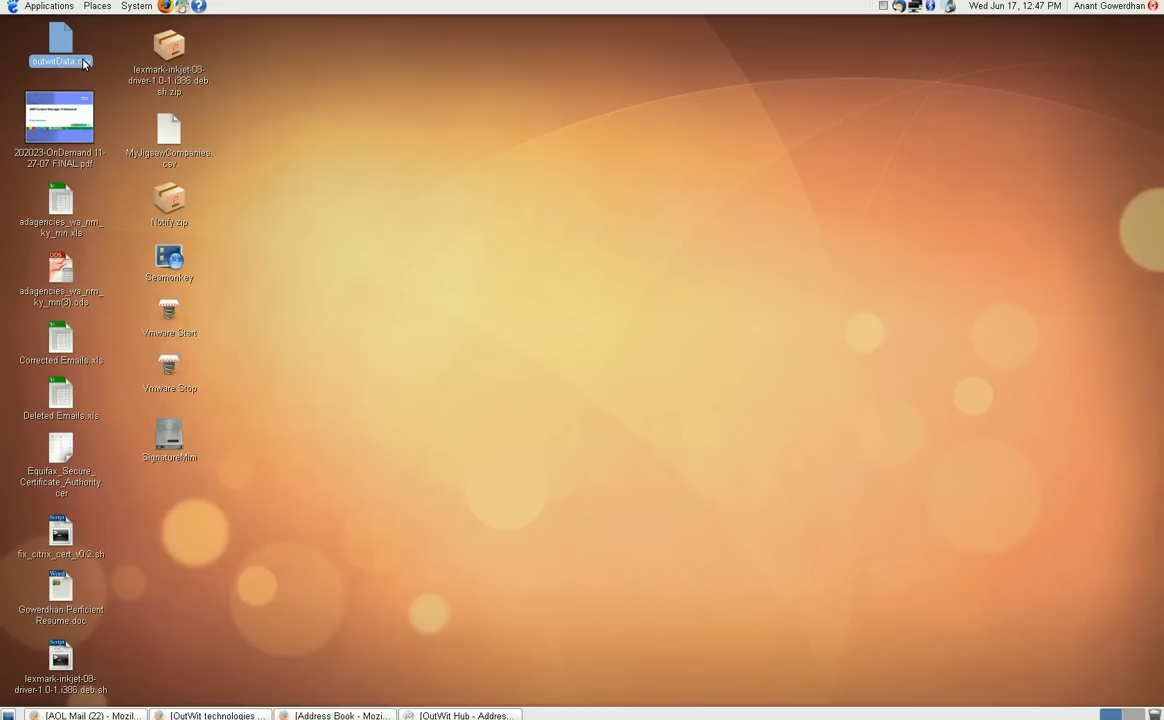 Applications Places System
Wed Jun 17, 12:47 PM Anant Gowerdhan
202023-OnDemand 11-
27-07 FINAL.pdf
adagencies_wa_nm_
ky_mn.xls
adagencies_wa_nm_
ky_mn(3).ods
Corrected Emails.xls
Deleted Emails.xls
Equifax_Secure_
Certificate_Authority.
cer
fix_citrix_cert_v0.2.sh
Gowerdhan Perficient
Resume.doc
lexmark-inkjet-08-
driver-1.0-1.i386.deb.sh
lexmark-inkjet-08-
driver-1.0-1.i386.deb.
sh.zip
MyJigsawCompanies.
csv
Notify.zip
Seamonkey
Vmware Start
Vmware Stop
SignatureMini
[AOL Mail (22) - Mozil...
[OutWit technologies ...
[Address Book - Mozi...
[OutWit Hub - Addres...